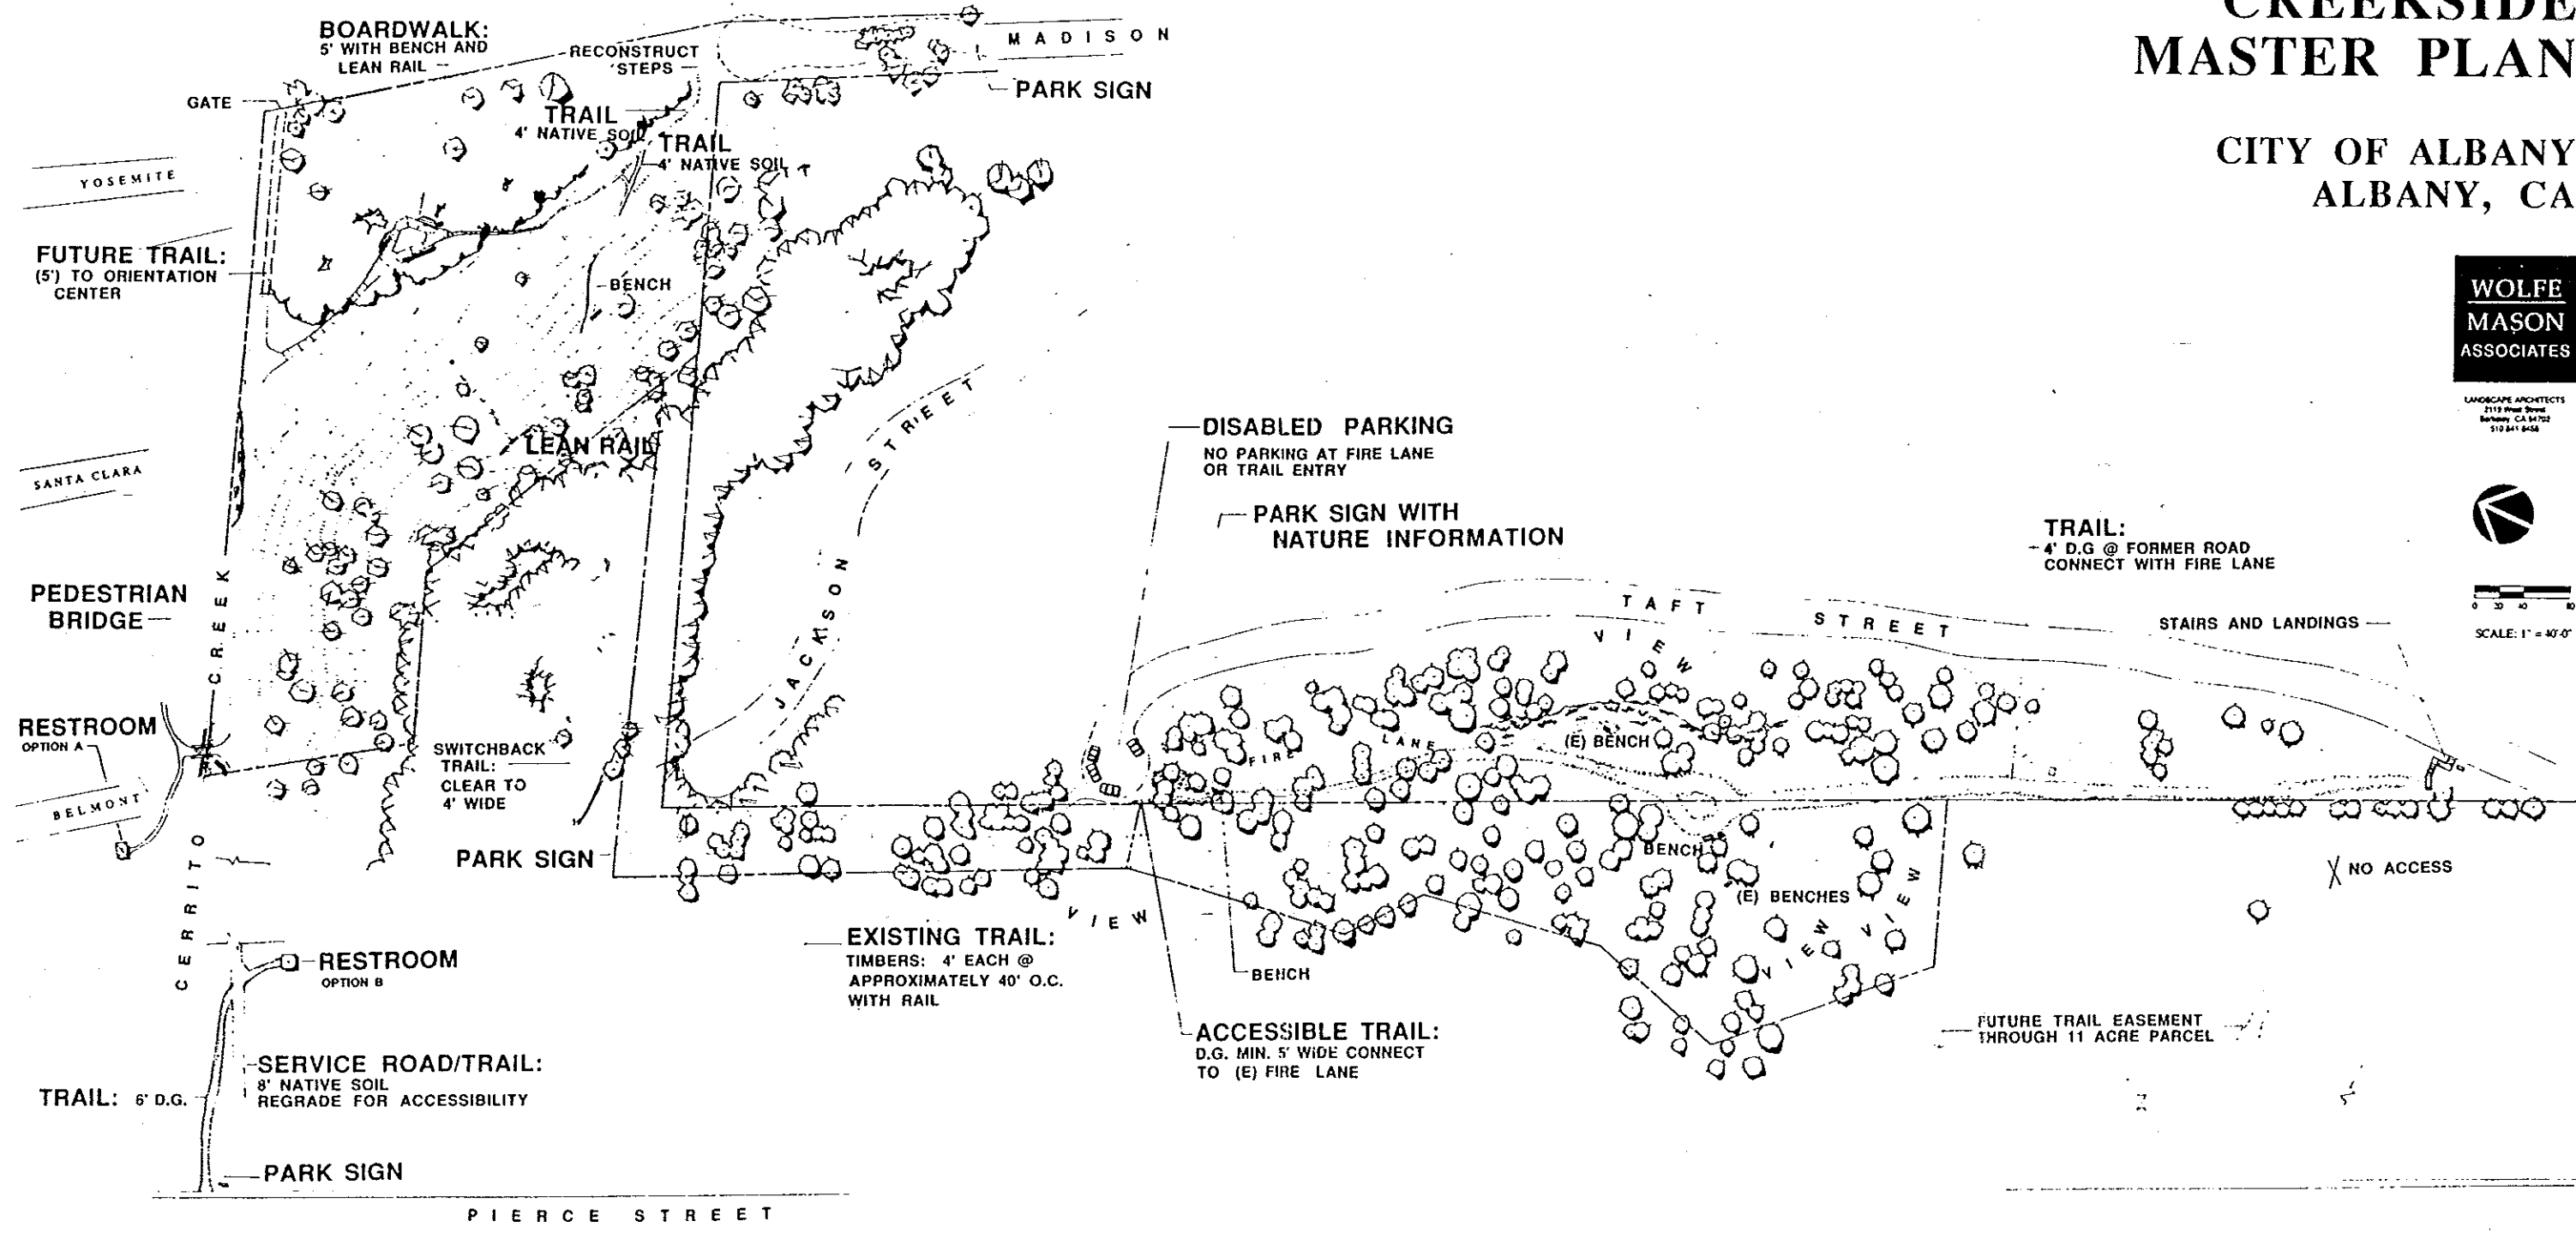 CREEKSIDE
MASTER PLAN
CITY OF ALBANY
ALBANY, CA
WOLFE
MASON
ASSOCIATES
LANDSCAPE ARCHITECTS
SCALE: 1" = 40'-0"
BOARDWALK:
5' WITH BENCH AND
LEAN RAIL
RECONSTRUCT
STEPS
MADISON
PARK SIGN
GATE
TRAIL
4' NATIVE SOIL
TRAIL
4' NATIVE SOIL
YOSEMITE
FUTURE TRAIL:
(5') TO ORIENTATION
CENTER
BENCH
LEAN RAIL
JACKSON STREET
SANTA CLARA
DISABLED PARKING
NO PARKING AT FIRE LANE
OR TRAIL ENTRY
PARK SIGN WITH
NATURE INFORMATION
TRAIL:
4' D.G @ FORMER ROAD
CONNECT WITH FIRE LANE
TAFT STREET
VIEW
STAIRS AND LANDINGS
PEDESTRIAN
BRIDGE
CERRITO CREEK
RESTROOM
OPTION A
BELMONT
SWITCHBACK
TRAIL:
CLEAR TO
4' WIDE
FIRE LANE
(E) BENCH
PARK SIGN
BENCH
(E) BENCHES
VIEW
VIEW
VIEW
NO ACCESS
EXISTING TRAIL:
TIMBERS: 4' EACH @
APPROXIMATELY 40' O.C.
WITH RAIL
BENCH
RESTROOM
OPTION B
ACCESSIBLE TRAIL:
D.G. MIN. 5' WIDE CONNECT
TO (E) FIRE LANE
FUTURE TRAIL EASEMENT
THROUGH 11 ACRE PARCEL
SERVICE ROAD/TRAIL:
8' NATIVE SOIL
REGRADE FOR ACCESSIBILITY
TRAIL: 6' D.G.
PARK SIGN
PIERCE STREET